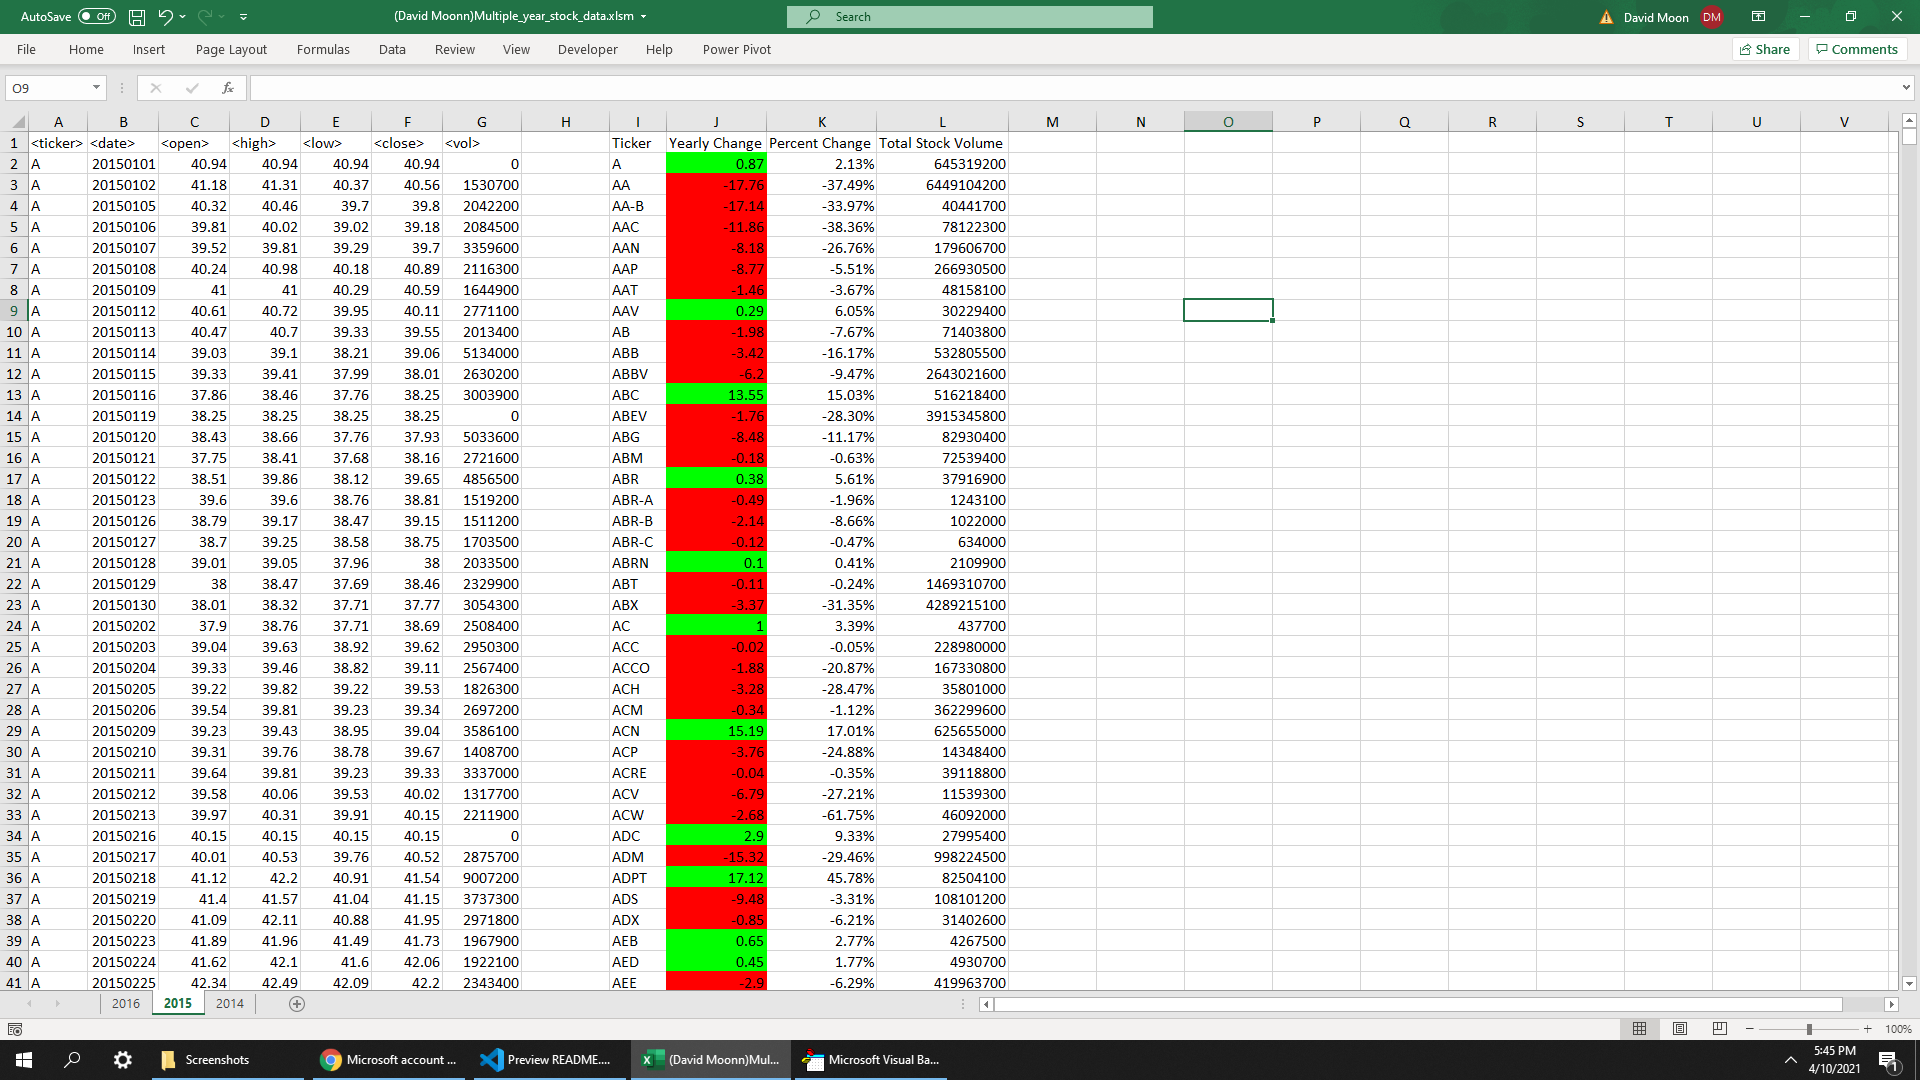 AutoSave Off (David Moonn)Multiple_year_stock_data.xlsm Search David Moon DM
File Home Insert Page Layout Formulas Data Review View Developer Help Power Pivot Share Comments
O9 fx
A B C D E F G H I J K L M N O P Q R S T U V
1 <ticker> <date> <open> <high> <low> <close> <vol> Ticker Yearly Change Percent Change Total Stock Volume
2 A 20150101 40.94 40.94 40.94 40.94 0 A 0.87 2.13% 645319200
3 A 20150102 41.18 41.31 40.37 40.56 1530700 AA -17.76 -37.49% 6449104200
4 A 20150105 40.32 40.46 39.7 39.8 2042200 AA-B -17.14 -33.97% 40441700
5 A 20150106 39.81 40.02 39.02 39.18 2084500 AAC -11.86 -38.36% 78122300
6 A 20150107 39.52 39.81 39.29 39.7 3359600 AAN -8.18 -26.76% 179606700
7 A 20150108 40.24 40.98 40.18 40.89 2116300 AAP -8.77 -5.51% 266930500
8 A 20150109 41 41 40.29 40.59 1644900 AAT -1.46 -3.67% 48158100
9 A 20150112 40.61 40.72 39.95 40.11 2771100 AAV 0.29 6.05% 30229400
10 A 20150113 40.47 40.7 39.33 39.55 2013400 AB -1.98 -7.67% 71403800
11 A 20150114 39.03 39.1 38.21 39.06 5134000 ABB -3.42 -16.17% 532805500
12 A 20150115 39.33 39.41 37.99 38.01 2630200 ABBV -6.2 -9.47% 2643021600
13 A 20150116 37.86 38.46 37.76 38.25 3003900 ABC 13.55 15.03% 516218400
14 A 20150119 38.25 38.25 38.25 38.25 0 ABEV -1.76 -28.30% 3915345800
15 A 20150120 38.43 38.66 37.76 37.93 5033600 ABG -8.48 -11.17% 82930400
16 A 20150121 37.75 38.41 37.68 38.16 2721600 ABM -0.18 -0.63% 72539400
17 A 20150122 38.51 39.86 38.12 39.65 4856500 ABR 0.38 5.61% 37916900
18 A 20150123 39.6 39.6 38.76 38.81 1519200 ABR-A -0.49 -1.96% 1243100
19 A 20150126 38.79 39.17 38.47 39.15 1511200 ABR-B -2.14 -8.66% 1022000
20 A 20150127 38.7 39.25 38.58 38.75 1703500 ABR-C -0.12 -0.47% 634000
21 A 20150128 39.01 39.05 37.96 38 2033500 ABRN 0.1 0.41% 2109900
22 A 20150129 38 38.47 37.69 38.46 2329900 ABT -0.11 -0.24% 1469310700
23 A 20150130 38.01 38.32 37.71 37.77 3054300 ABX -3.37 -31.35% 4289215100
24 A 20150202 37.9 38.76 37.71 38.69 2508400 AC 1 3.39% 437700
25 A 20150203 39.04 39.63 38.92 39.62 2950300 ACC -0.02 -0.05% 228980000
26 A 20150204 39.33 39.46 38.82 39.11 2567400 ACCO -1.88 -20.87% 167330800
27 A 20150205 39.22 39.82 39.22 39.53 1826300 ACH -3.28 -28.47% 35801000
28 A 20150206 39.54 39.81 39.23 39.34 2697200 ACM -0.34 -1.12% 362299600
29 A 20150209 39.23 39.43 38.95 39.04 3586100 ACN 15.19 17.01% 625655000
30 A 20150210 39.31 39.76 38.78 39.67 1408700 ACP -3.76 -24.88% 14348400
31 A 20150211 39.64 39.81 39.23 39.33 3337000 ACRE -0.04 -0.35% 39118800
32 A 20150212 39.58 40.06 39.53 40.02 1317700 ACV -6.79 -27.21% 11539300
33 A 20150213 39.97 40.31 39.91 40.15 2211900 ACW -2.68 -61.75% 46092000
34 A 20150216 40.15 40.15 40.15 40.15 0 ADC 2.9 9.33% 27995400
35 A 20150217 40.01 40.53 39.76 40.52 2875700 ADM -15.32 -29.46% 998224500
36 A 20150218 41.12 42.2 40.91 41.54 9007200 ADPT 17.12 45.78% 82504100
37 A 20150219 41.4 41.57 41.04 41.15 3737300 ADS -9.48 -3.31% 108101200
38 A 20150220 41.09 42.11 40.88 41.95 2971800 ADX -0.85 -6.21% 31402600
39 A 20150223 41.89 41.96 41.49 41.73 1967900 AEB 0.65 2.77% 4267500
40 A 20150224 41.62 42.1 41.6 42.06 1922100 AED 0.45 1.77% 4930700
41 A 20150225 42.34 42.49 42.09 42.2 2343400 AEE -2.9 -6.29% 419963700
2016 2015 2014
100%
Screenshots Microsoft account ... Preview README.... (David Moonn)Mul... Microsoft Visual Ba... 5:45 PM
4/10/2021 1